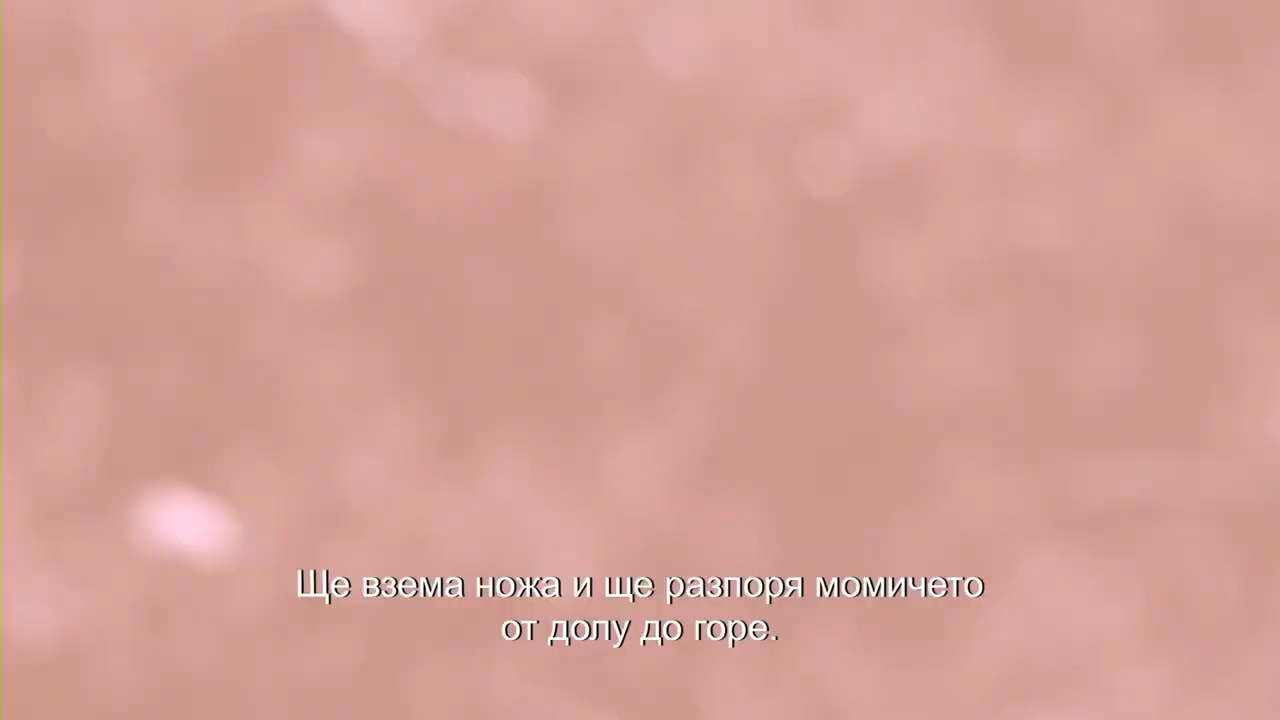 Ще взема ножа и ще разпоря момичето
от долу до горе.